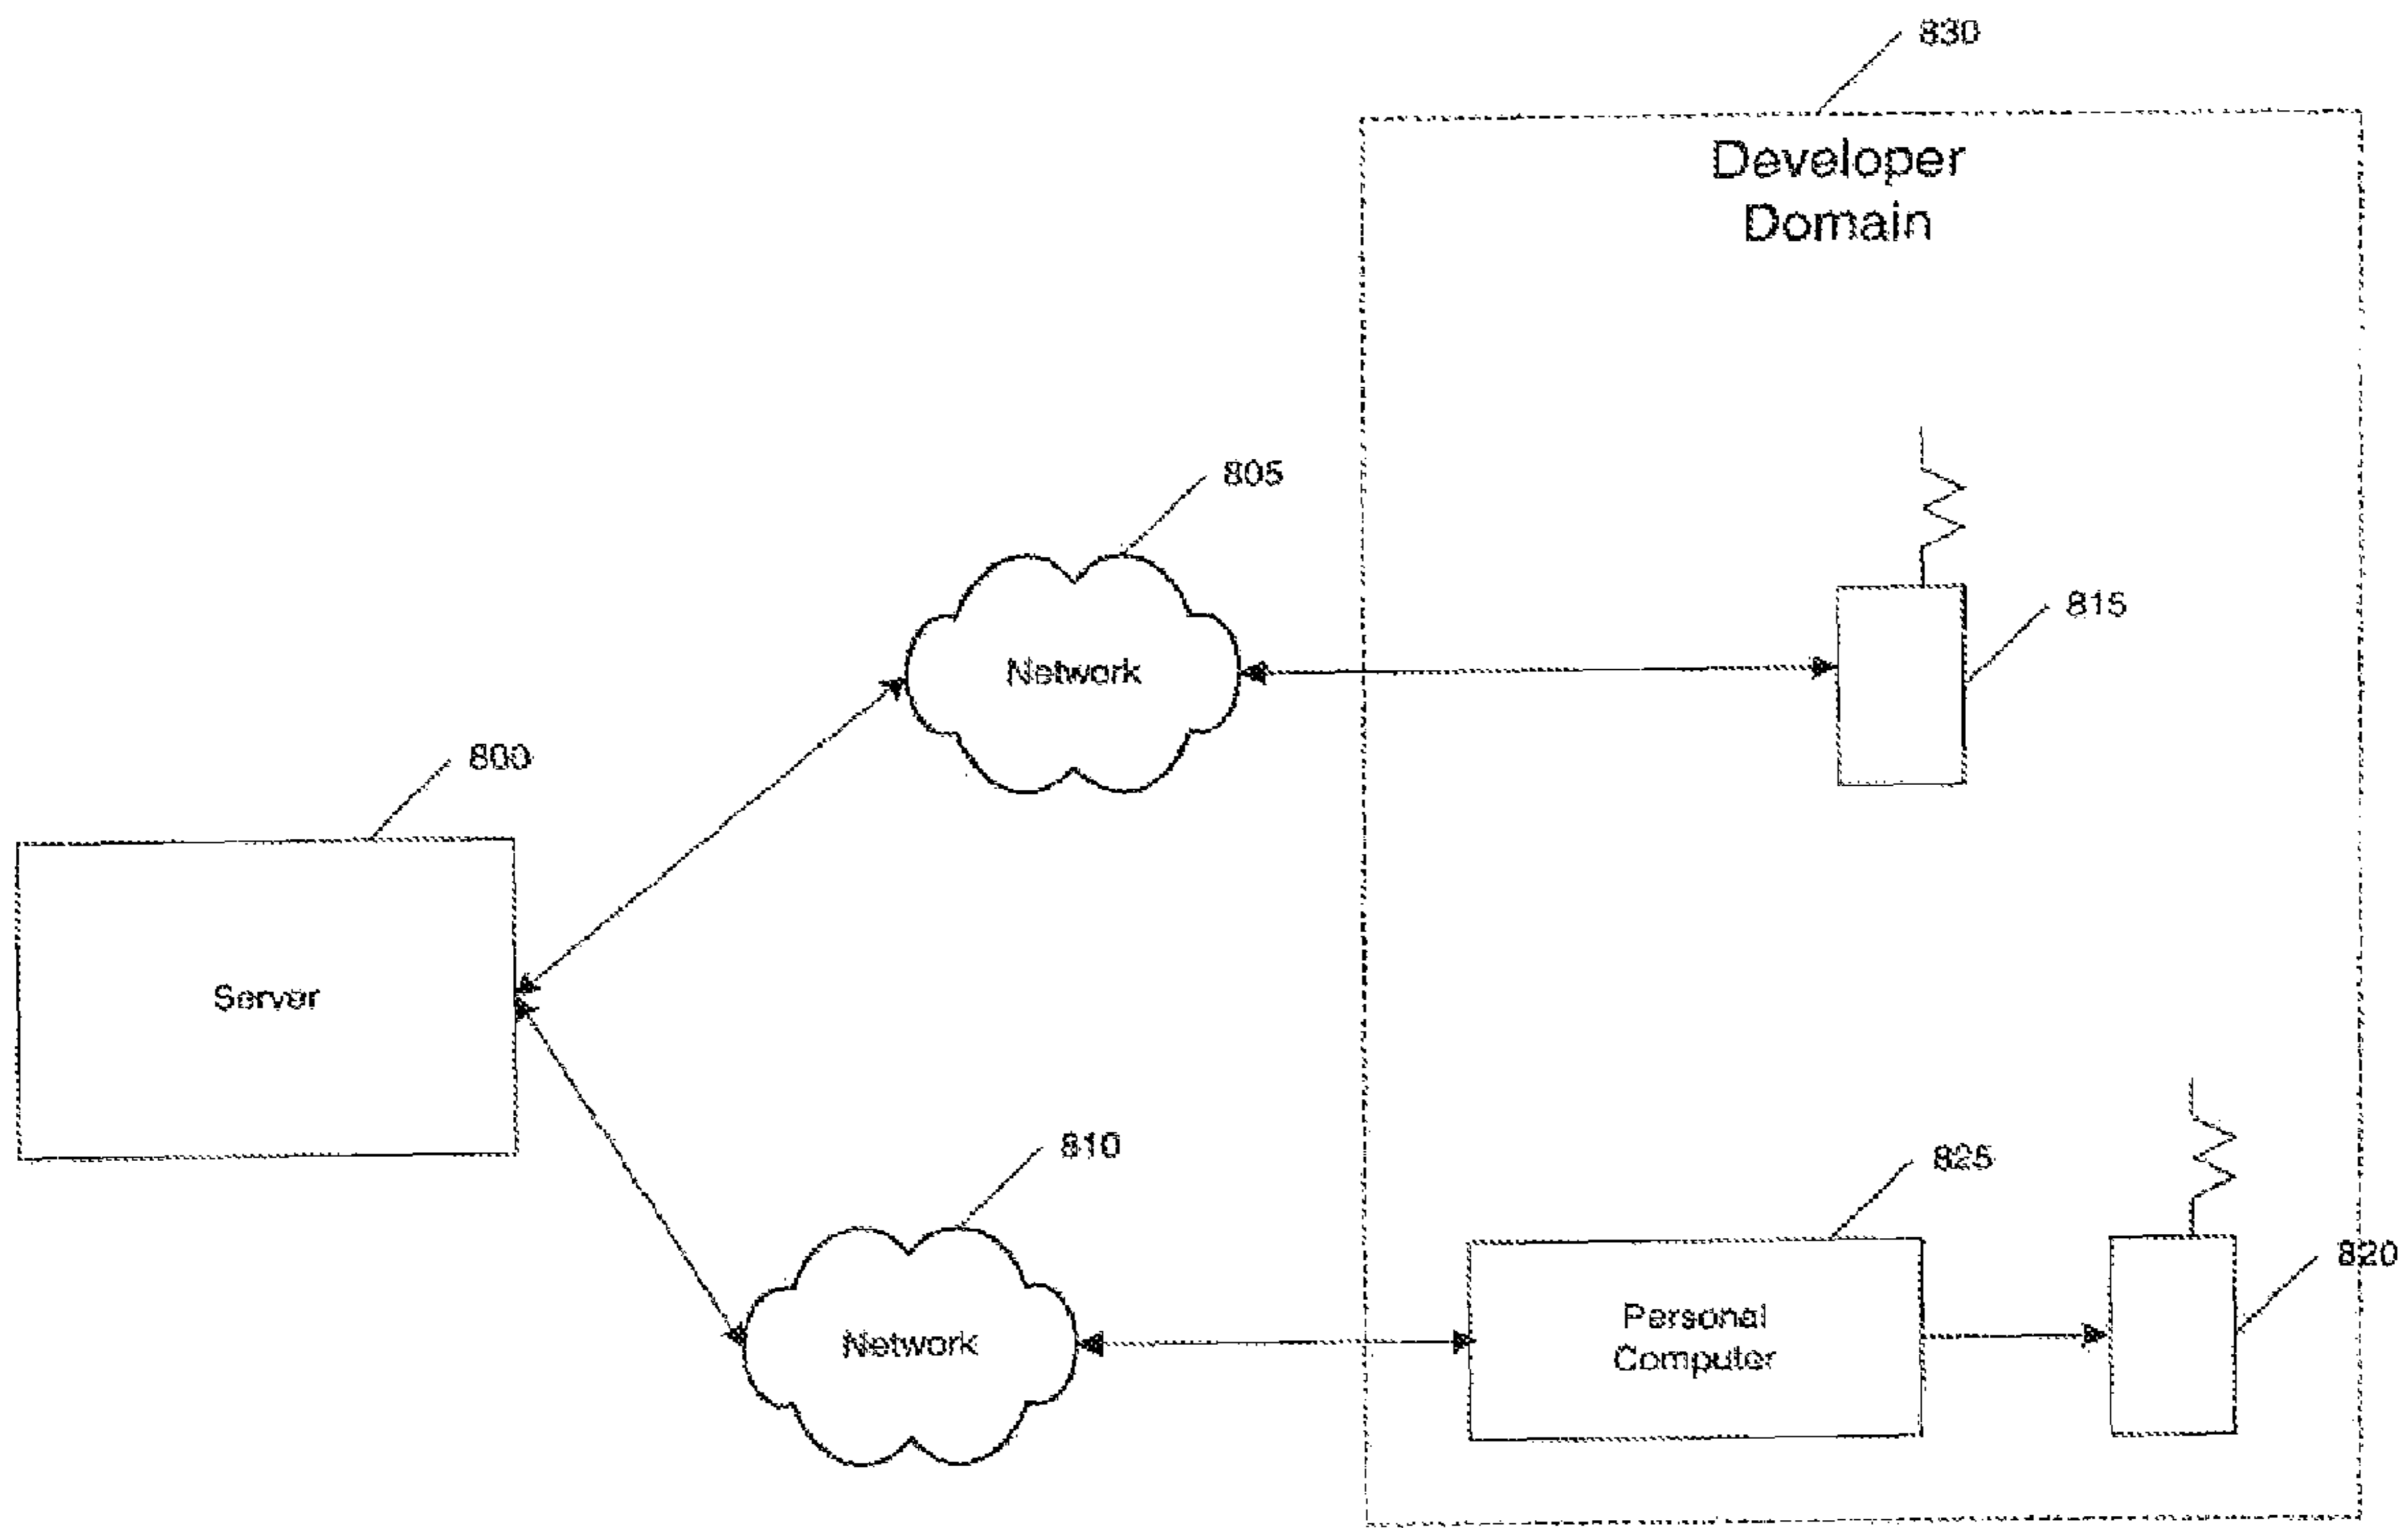 830
Developer
Domain
805
Network
815
800
Server
810
Network
825
Personal
Computer
820